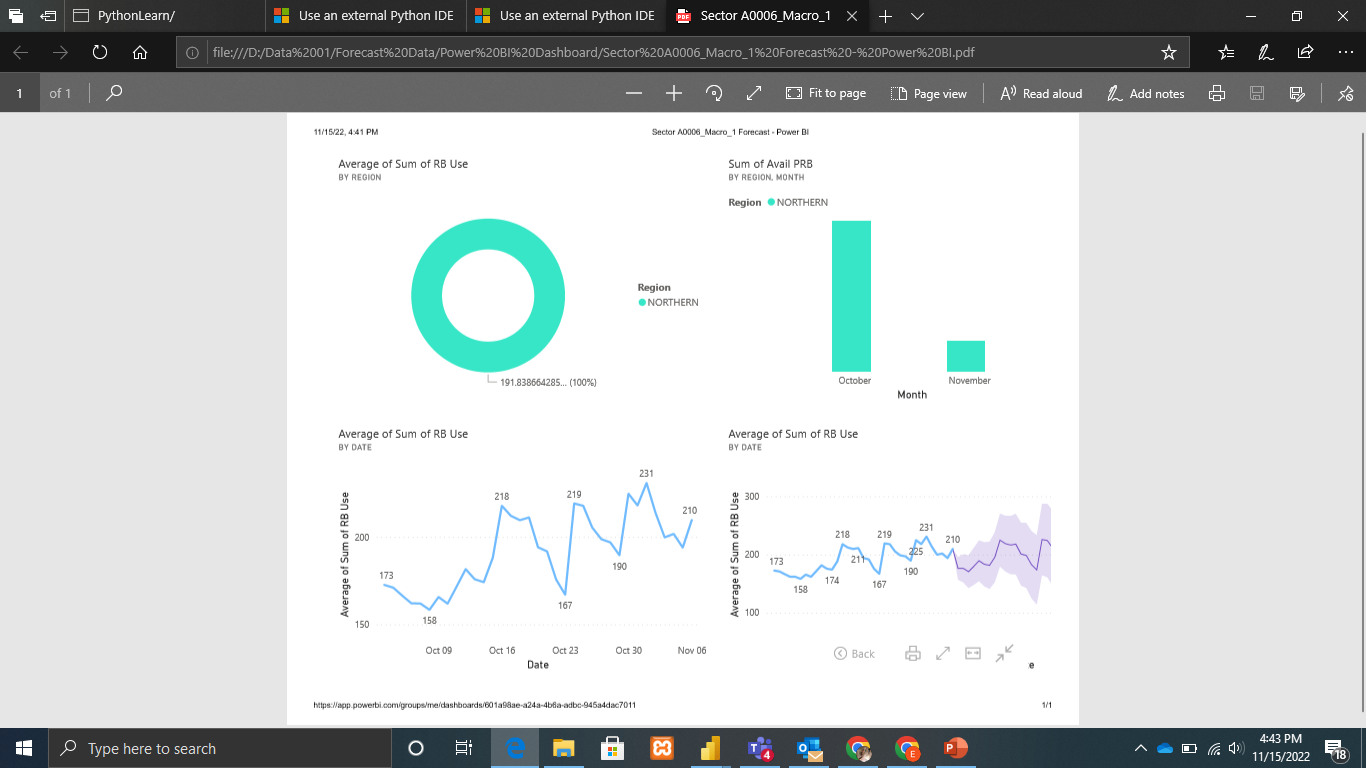 PythonLearn/
Use an external Python IDE
Use an external Python IDE
Sector A0006_Macro_1
file:///D:/Data%2001/Forecast%20Data/Power%20BI%20Dashboard/Sector%20A0006_Macro_1%20Forecast%20-%20Power%20BI.pdf
1 of 1 Fit to page Page view Read aloud Add notes
11/15/22, 4:41 PM Sector A0006_Macro_1 Forecast - Power BI
Average of Sum of RB Use
BY REGION
Region
NORTHERN
191.838664285... (100%)
Sum of Avail PRB
BY REGION, MONTH
Region NORTHERN
October November
Month
Average of Sum of RB Use
BY DATE
Average of Sum of RB Use
200
150
173
158
218
167
219
190
231
210
Oct 09 Oct 16 Oct 23 Oct 30 Nov 06
Date
Average of Sum of RB Use
BY DATE
Average of Sum of RB Use
300
200
100
173
158
174
218
211
167
219
190
225
231
210
Back
te
https://app.powerbi.com/groups/me/dashboards/601a98ae-a24a-4b6a-adbc-945a4dac7011 1/1
Type here to search
4
E
4:43 PM
11/15/2022
18